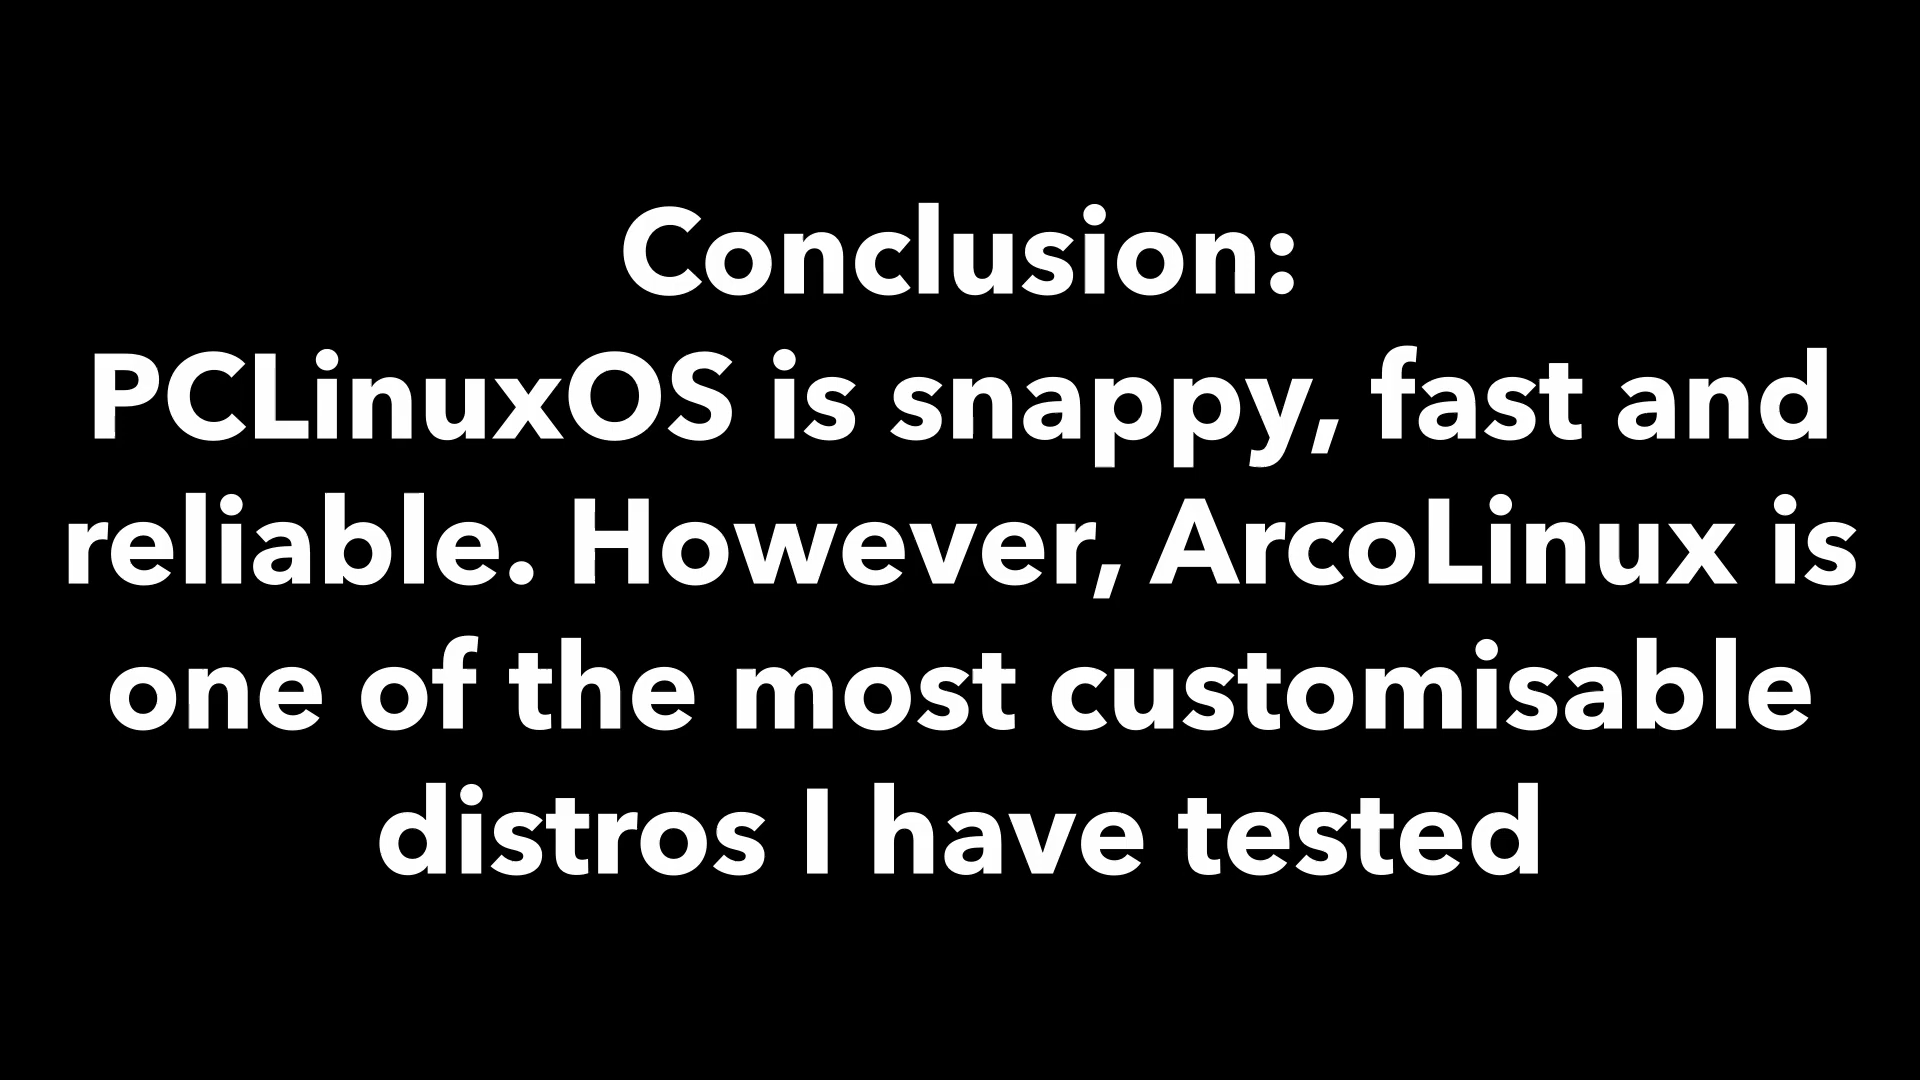 Conclusion:
PCLinuxOS is snappy, fast and
reliable. However, ArcoLinux is
one of the most customisable
distros I have tested